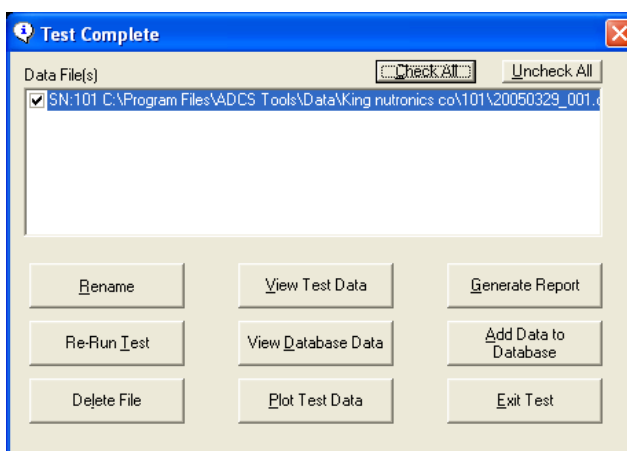 Test Complete
Data File(s) Check All Uncheck All
SN:101 C:\Program Files\ADCS Tools\Data\King nutronics co\101\20050329_001.
Rename View Test Data Generate Report
Re-Run Test View Database Data Add Data to
Database
Delete File Plot Test Data Exit Test